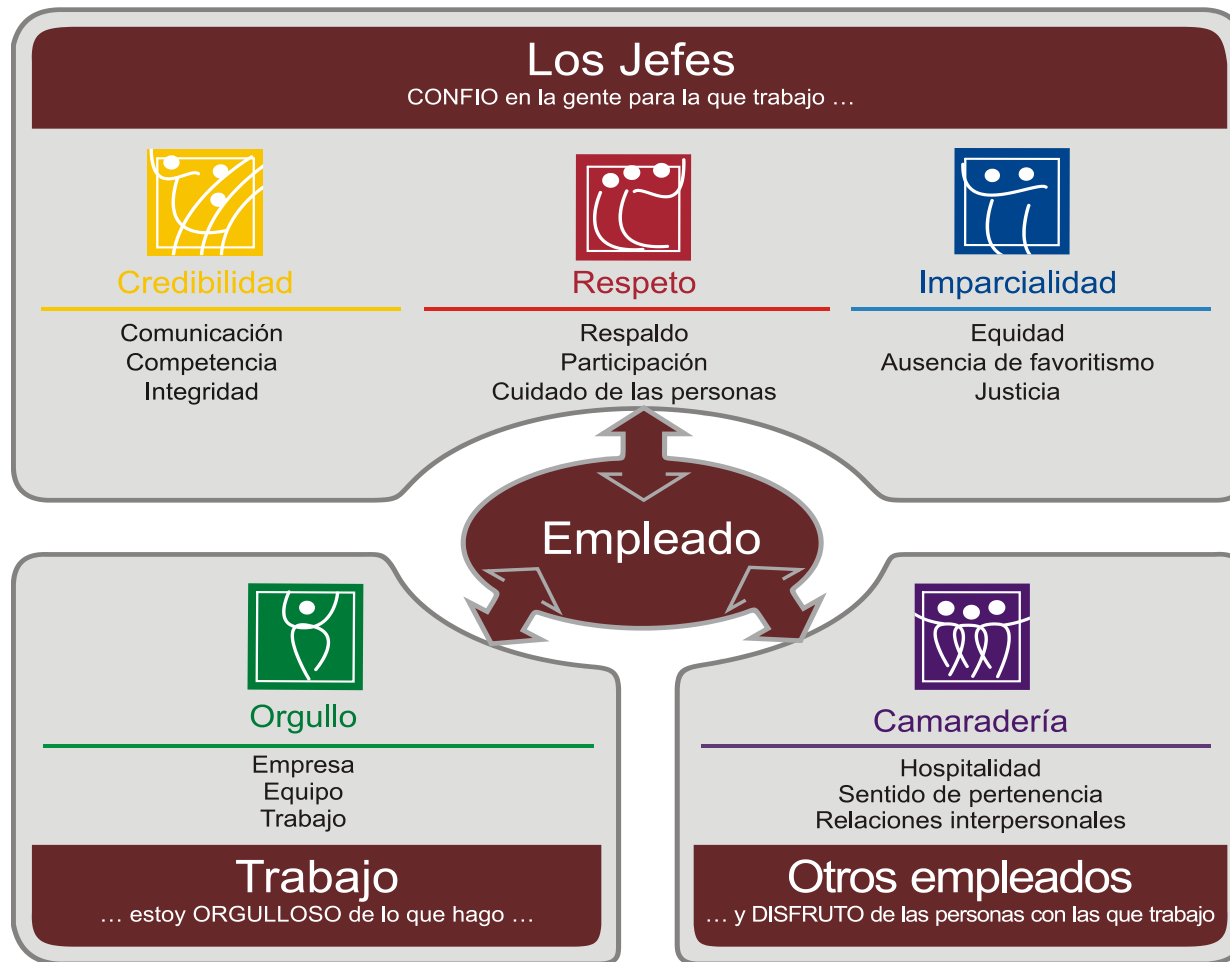 Los Jefes
CONFIO en la gente para la que trabajo ...
Credibilidad
Comunicación
Competencia
Integridad
Respeto
Respaldo
Participación
Cuidado de las personas
Imparcialidad
Equidad
Ausencia de favoritismo
Justicia
Empleado
Orgullo
Empresa
Equipo
Trabajo
Trabajo
... estoy ORGULLOSO de lo que hago ...
Camaradería
Hospitalidad
Sentido de pertenencia
Relaciones interpersonales
Otros empleados
... y DISFRUTO de las personas con las que trabajo